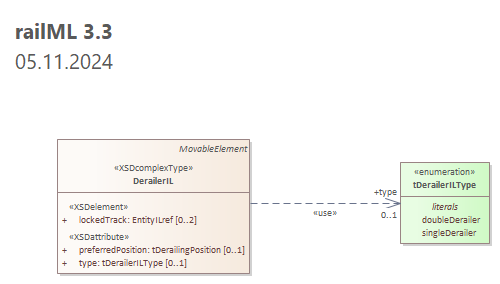 railML 3.3
05.11.2024
MovableElement
«XSDcomplexType»
DerailerIL
«XSDelement»
+ lockedTrack: EntityILref [0..2]
«XSDattribute»
+ preferredPosition: tDerailingPosition [0..1]
+ type: tDerailerILType [0..1]
+type
0..1
«use»
«enumeration»
tDerailerILType
literals
doubleDerailer
singleDerailer